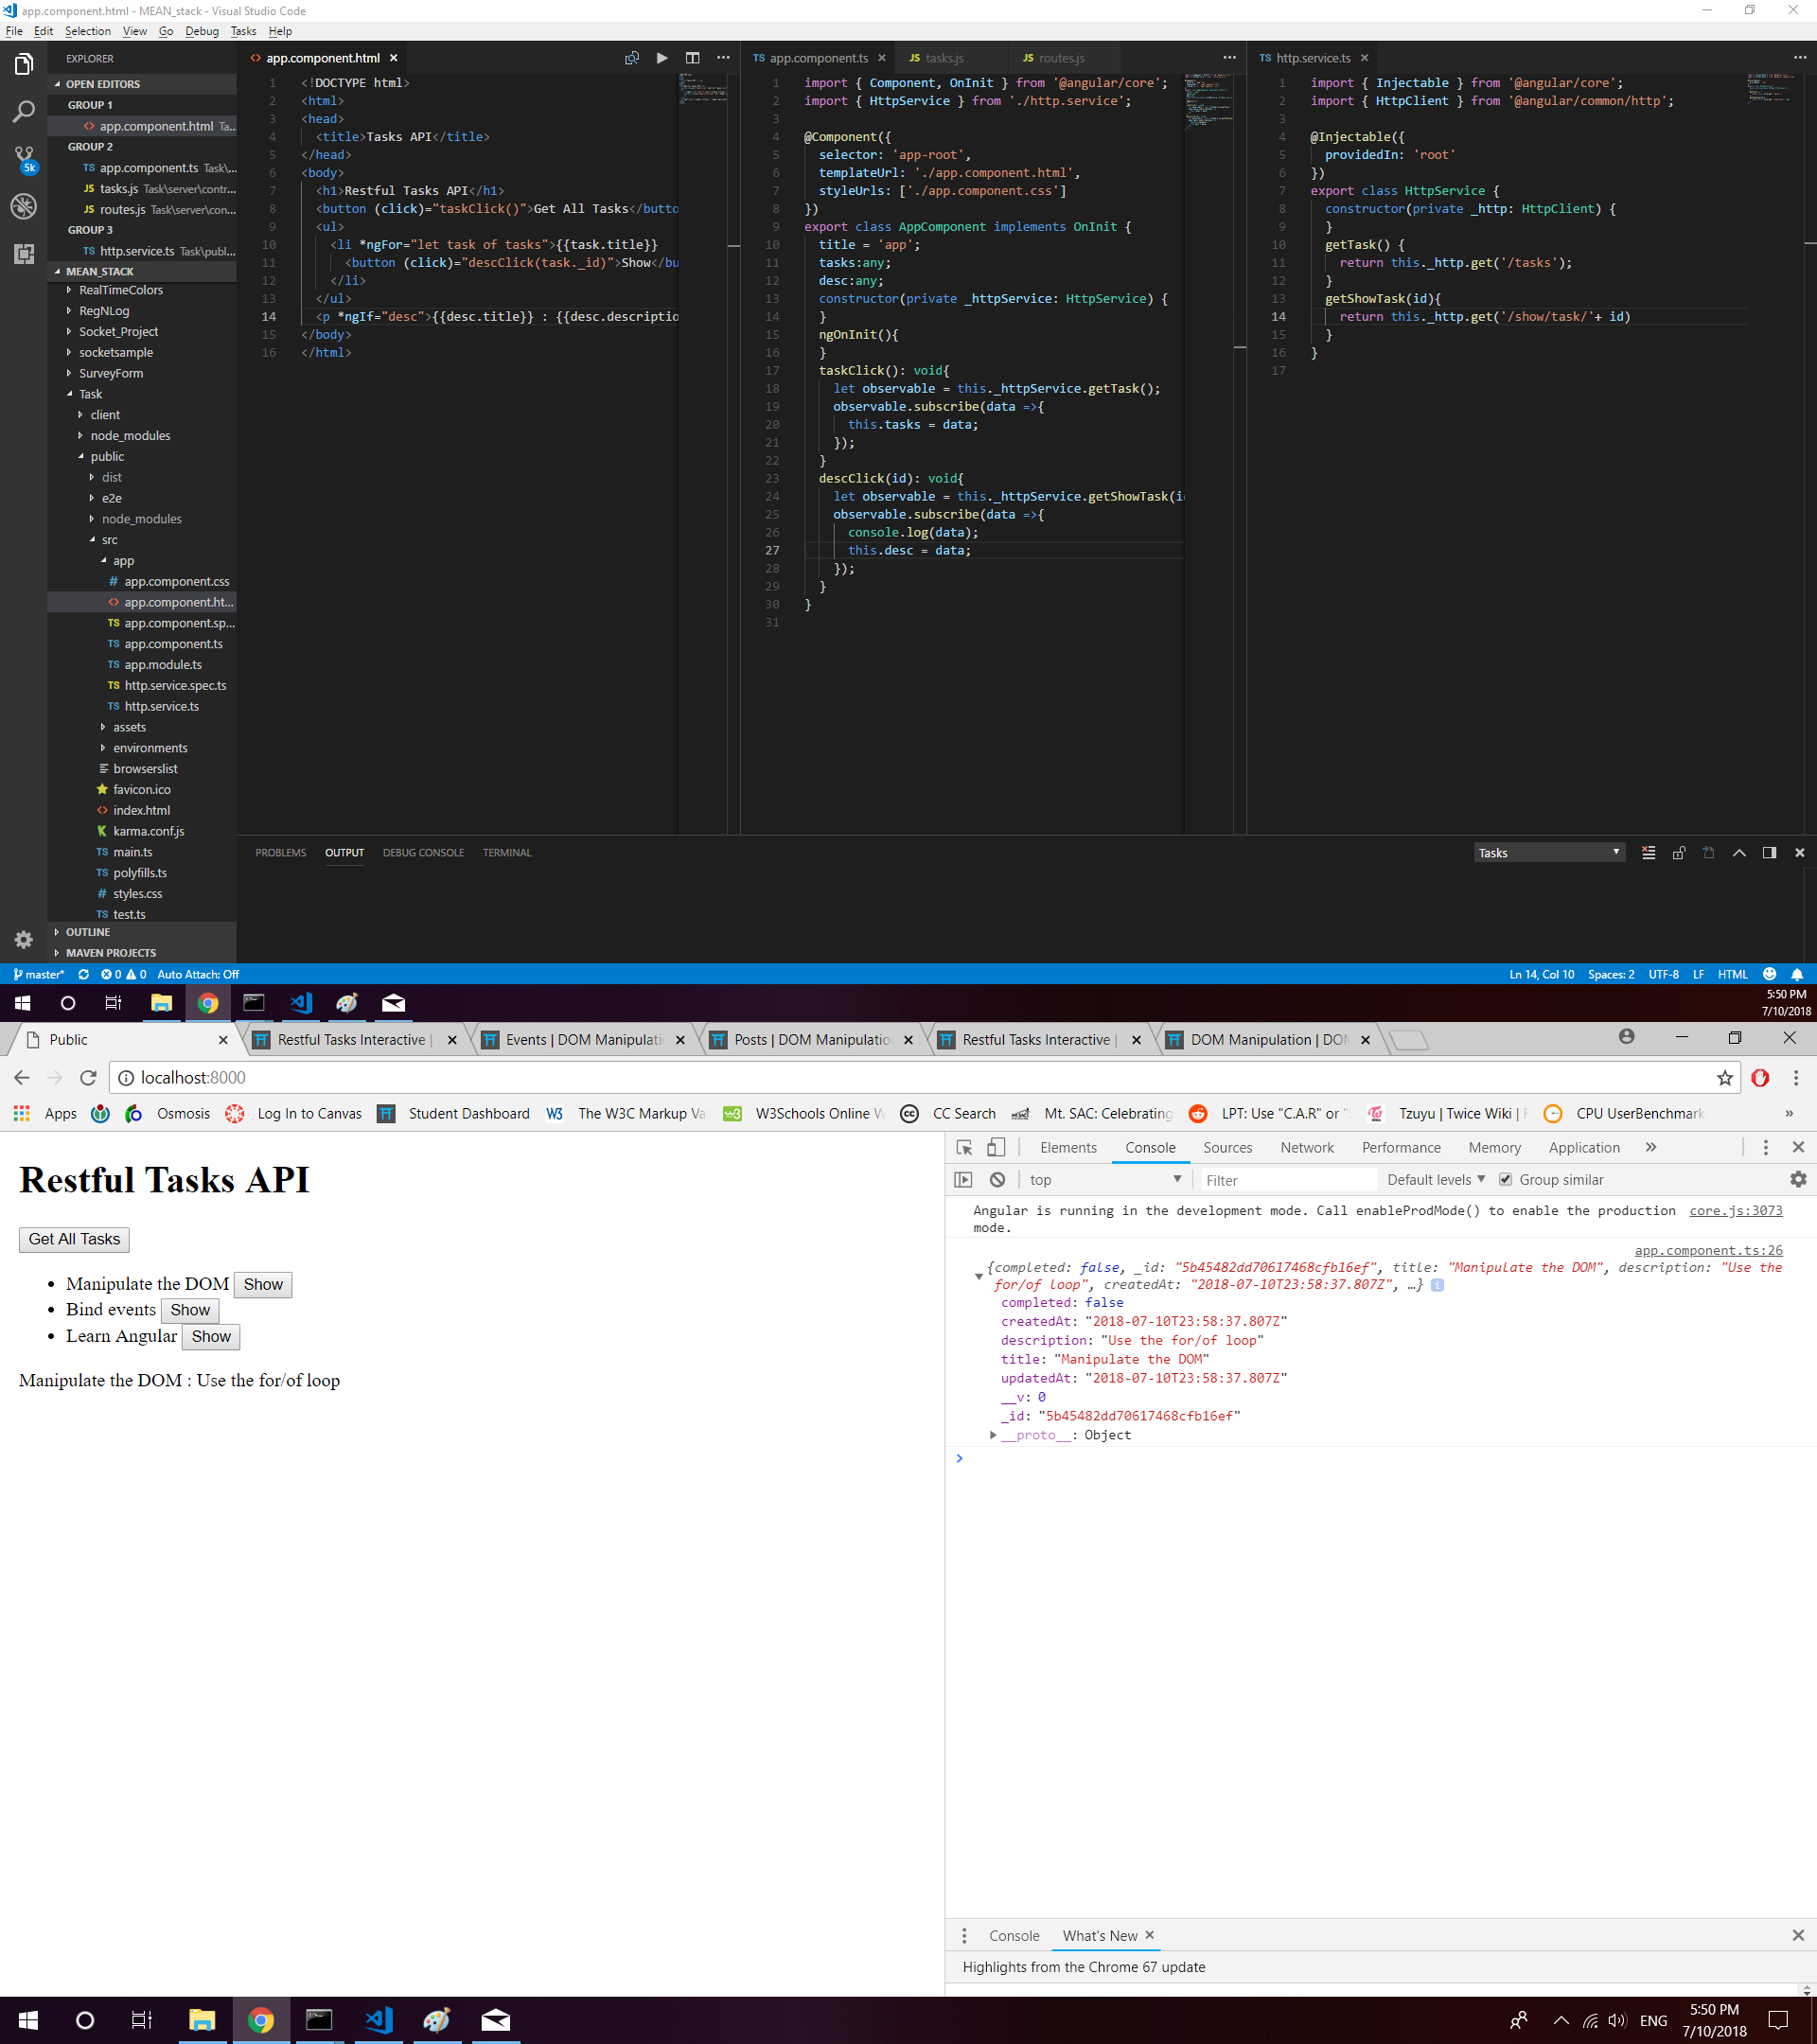 app.component.html - MEAN_stack - Visual Studio Code
File Edit Selection View Go Debug Tasks Help
EXPLORER
OPEN EDITORS
GROUP 1
app.component.html Ta...
GROUP 2
app.component.ts Task\...
tasks.js Task\server\contr...
routes.js Task\server\con...
GROUP 3
http.service.ts Task\publ...
MEAN_STACK
RealTimeColors
RegNLog
Socket_Project
socketsample
SurveyForm
Task
client
node_modules
public
dist
e2e
node_modules
src
app
app.component.css
app.component.ht...
app.component.sp...
app.component.ts
app.module.ts
http.service.spec.ts
http.service.ts
assets
environments
browserslist
favicon.ico
index.html
karma.conf.js
main.ts
polyfills.ts
styles.css
test.ts
OUTLINE
MAVEN PROJECTS
5k
app.component.html
1 <!DOCTYPE html>
2 <html>
3 <head>
4 <title>Tasks API</title>
5 </head>
6 <body>
7 <h1>Restful Tasks API</h1>
8 <button (click)="taskClick()">Get All Tasks</butto
9 <ul>
10 <li *ngFor="let task of tasks">{{task.title}}
11 <button (click)="descClick(task._id)">Show</bu
12 </li>
13 </ul>
14 <p *ngIf="desc">{{desc.title}} : {{desc.descriptio
15 </body>
16 </html>
TS app.component.ts JS tasks.js JS routes.js
1 import { Component, OnInit } from '@angular/core';
2 import { HttpService } from './http.service';
3
4 @Component({
5 selector: 'app-root',
6 templateUrl: './app.component.html',
7 styleUrls: ['./app.component.css']
8 })
9 export class AppComponent implements OnInit {
10 title = 'app';
11 tasks:any;
12 desc:any;
13 constructor(private _httpService: HttpService) {
14 }
15 ngOnInit(){
16 }
17 taskClick(): void{
18 let observable = this._httpService.getTask();
19 observable.subscribe(data =>{
20 this.tasks = data;
21 });
22 }
23 descClick(id): void{
24 let observable = this._httpService.getShowTask(i
25 observable.subscribe(data =>{
26 console.log(data);
27 this.desc = data;
28 });
29 }
30 }
31
TS http.service.ts
1 import { Injectable } from '@angular/core';
2 import { HttpClient } from '@angular/common/http';
3
4 @Injectable({
5 providedIn: 'root'
6 })
7 export class HttpService {
8 constructor(private _http: HttpClient) {
9 }
10 getTask() {
11 return this._http.get('/tasks');
12 }
13 getShowTask(id){
14 return this._http.get('/show/task/'+ id)
15 }
16 }
17
PROBLEMS OUTPUT DEBUG CONSOLE TERMINAL
Tasks
master* 0 0 Auto Attach: Off
Ln 14, Col 10 Spaces: 2 UTF-8 LF HTML
5:50 PM
7/10/2018
Public
Restful Tasks Interactive |
Events | DOM Manipulati
Posts | DOM Manipulatio
Restful Tasks Interactive |
DOM Manipulation | DO
localhost:8000
Apps Osmosis Log In to Canvas Student Dashboard The W3C Markup Va W3Schools Online W CC Search Mt. SAC: Celebrating LPT: Use "C.A.R" or " Tzuyu | Twice Wiki | CPU UserBenchmark »
Restful Tasks API
Get All Tasks
• Manipulate the DOM Show
• Bind events Show
• Learn Angular Show
Manipulate the DOM : Use the for/of loop
Elements Console Sources Network Performance Memory Application »
top Filter Default levels Group similar
Angular is running in the development mode. Call enableProdMode() to enable the production core.js:3073
mode.
app.component.ts:26
{completed: false, _id: "5b45482dd70617468cfb16ef", title: "Manipulate the DOM", description: "Use the
for/of loop", createdAt: "2018-07-10T23:58:37.807Z", …}
completed: false
createdAt: "2018-07-10T23:58:37.807Z"
description: "Use the for/of loop"
title: "Manipulate the DOM"
updatedAt: "2018-07-10T23:58:37.807Z"
__v: 0
_id: "5b45482dd70617468cfb16ef"
__proto__: Object
Console What's New
Highlights from the Chrome 67 update
ENG
5:50 PM
7/10/2018